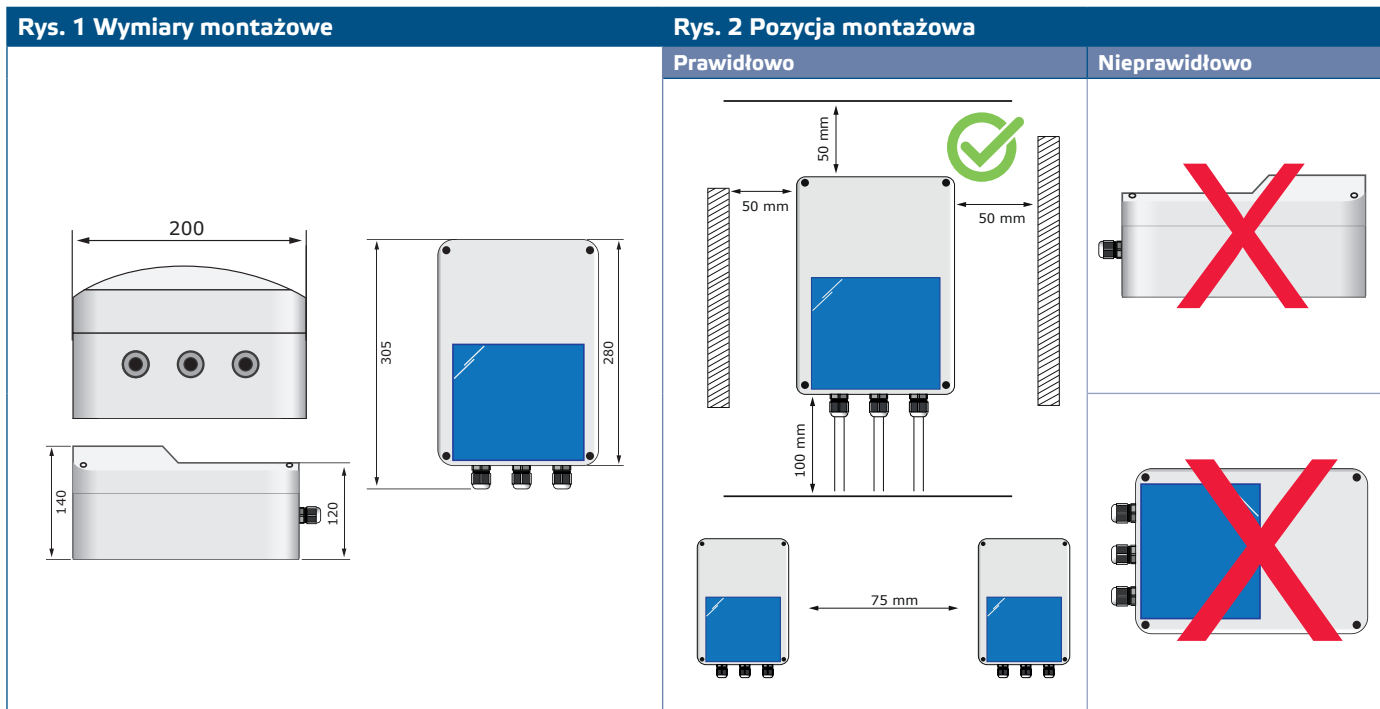 Rys. 1 Wymiary montażowe
200
305
280
140
120
Rys. 2 Pozycja montażowa
Prawidłowo
50 mm
50 mm
50 mm
100 mm
75 mm
Nieprawidłowo